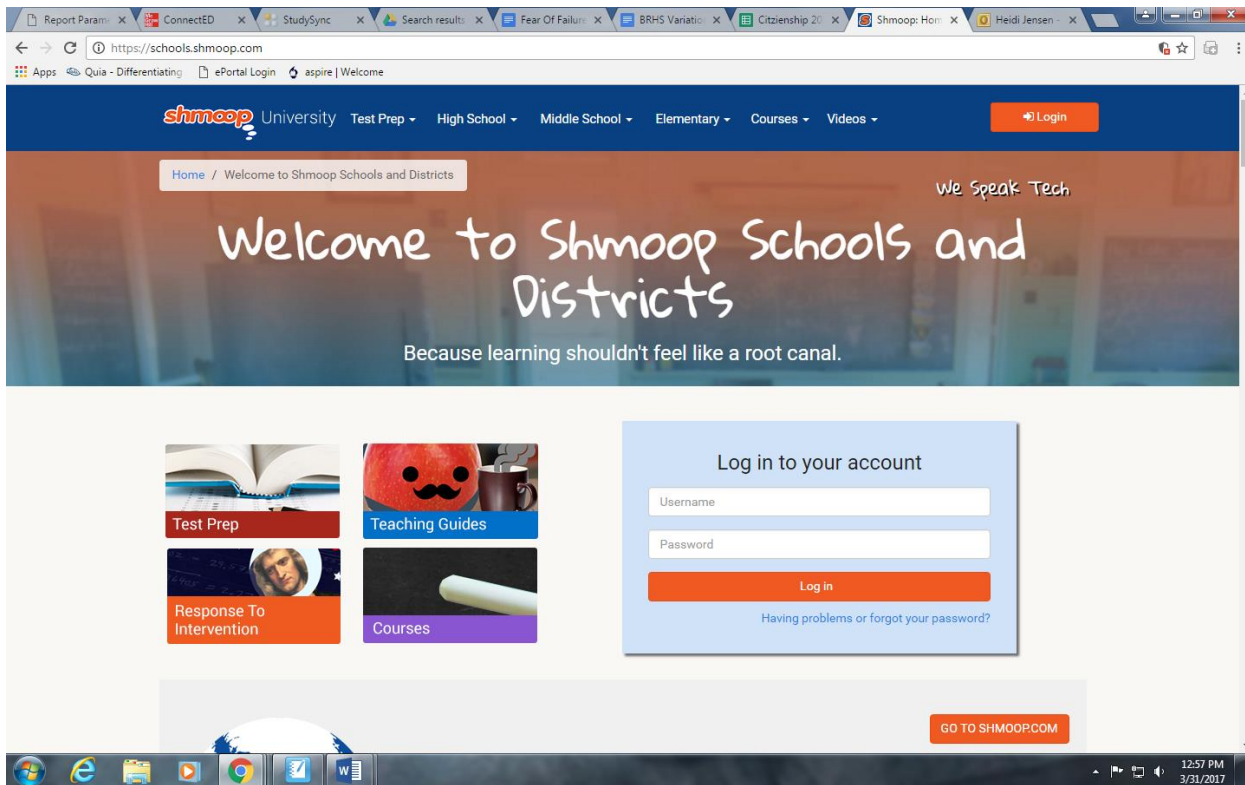 Report Parame
ConnectED
StudySync
Search results
Fear Of Failure
BRHS Variatio
Citzienship 20
Shmoop: Hom
Heidi Jensen -
https://schools.shmoop.com
Apps
Quia - Differentiating
ePortal Login
aspire | Welcome
shmoop University
Test Prep
High School
Middle School
Elementary
Courses
Videos
Login
Home / Welcome to Shmoop Schools and Districts
We Speak Tech
Welcome to Shmoop Schools and
Districts
Because learning shouldn't feel like a root canal.
Test Prep
Teaching Guides
Response To
Intervention
Courses
Log in to your account
Username
Password
Log in
Having problems or forgot your password?
GO TO SHMOOP.COM
12:57 PM
3/31/2017